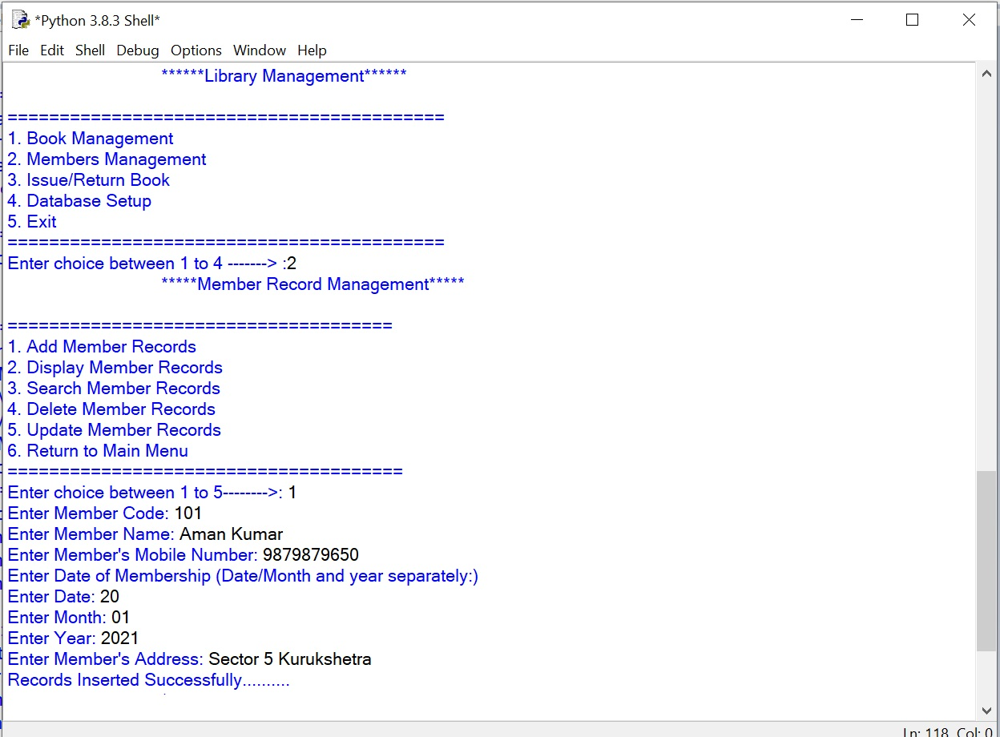 *Python 3.8.3 Shell*
File Edit Shell Debug Options Window Help
******Library Management******
==========================================
1. Book Management
2. Members Management
3. Issue/Return Book
4. Database Setup
5. Exit
==========================================
Enter choice between 1 to 4 -------> :2
*****Member Record Management*****
=====================================
1. Add Member Records
2. Display Member Records
3. Search Member Records
4. Delete Member Records
5. Update Member Records
6. Return to Main Menu
======================================
Enter choice between 1 to 5-------->: 1
Enter Member Code: 101
Enter Member Name: Aman Kumar
Enter Member's Mobile Number: 9879879650
Enter Date of Membership (Date/Month and year separately:)
Enter Date: 20
Enter Month: 01
Enter Year: 2021
Enter Member's Address: Sector 5 Kurukshetra
Records Inserted Successfully..........
Ln: 118 Col: 0